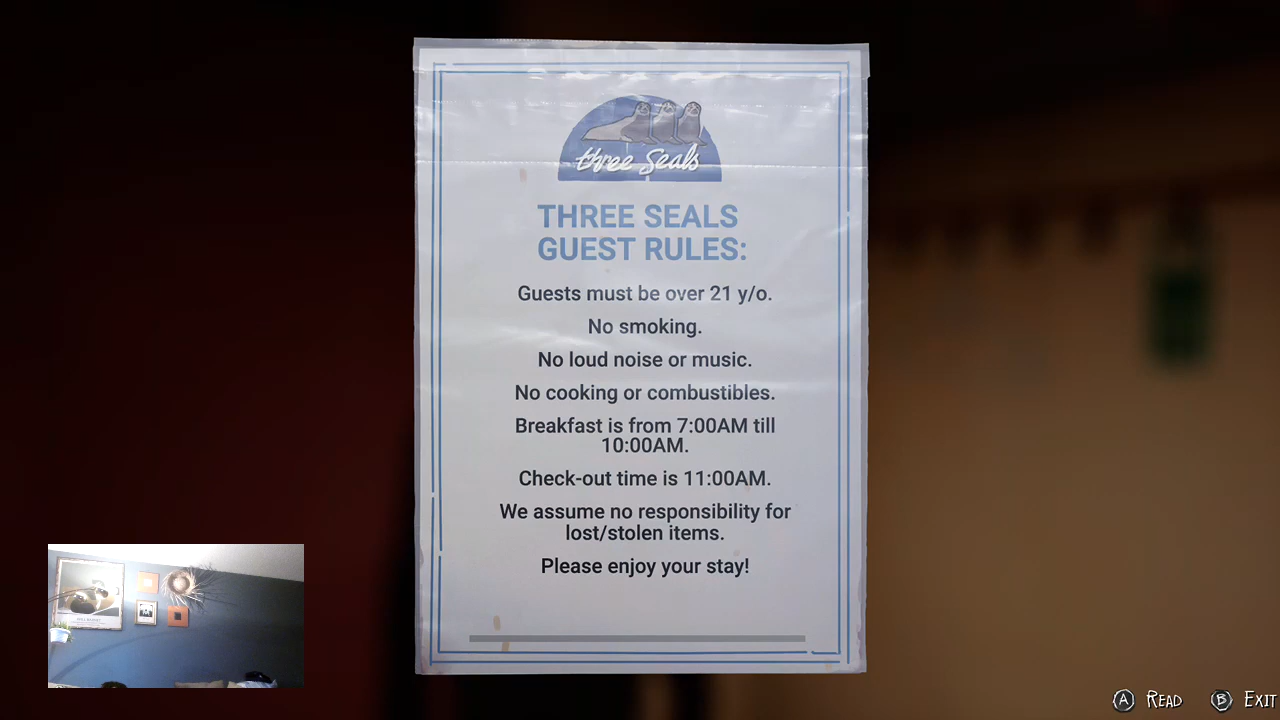 three Seals
THREE SEALS
GUEST RULES:
Guests must be over 21 y/o.
No smoking.
No loud noise or music.
No cooking or combustibles.
Breakfast is from 7:00AM till
10:00AM.
Check-out time is 11:00AM.
We assume no responsibility for
lost/stolen items.
Please enjoy your stay!
A READ B EXIT